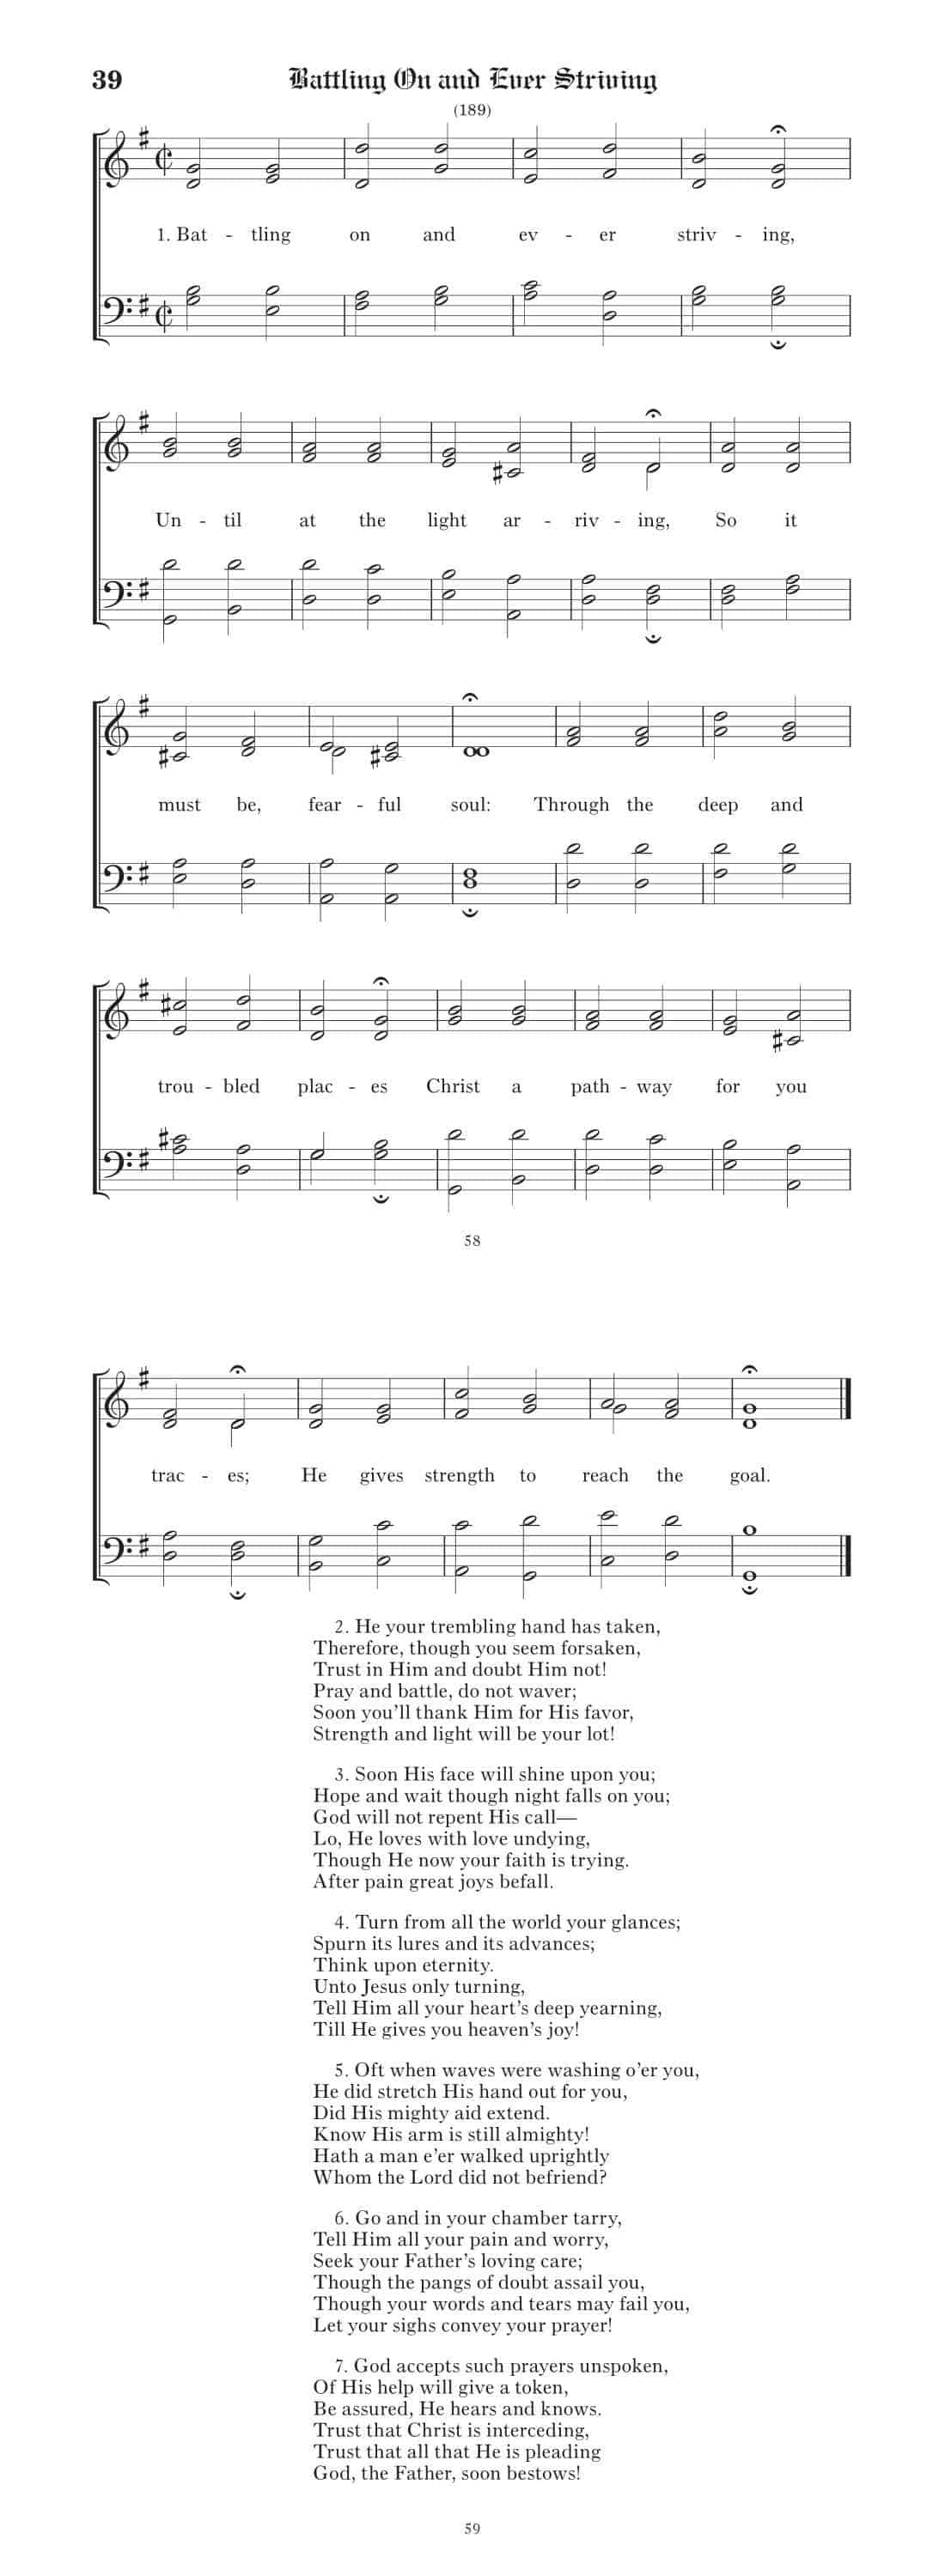 39 Battling On and Ever Striving
(189)
1. Bat - tling on and ev - er striv - ing,
Un - til at the light ar - riv - ing, So it
must be, fear - ful soul: Through the deep and
trou - bled plac - es Christ a path - way for you
58
trac - es; He gives strength to reach the goal.
2. He your trembling hand has taken,
Therefore, though you seem forsaken,
Trust in Him and doubt Him not!
Pray and battle, do not waver;
Soon you’ll thank Him for His favor,
Strength and light will be your lot!
3. Soon His face will shine upon you;
Hope and wait though night falls on you;
God will not repent His call—
Lo, He loves with love undying,
Though He now your faith is trying.
After pain great joys befall.
4. Turn from all the world your glances;
Spurn its lures and its advances;
Think upon eternity.
Unto Jesus only turning,
Tell Him all your heart’s deep yearning,
Till He gives you heaven’s joy!
5. Oft when waves were washing o’er you,
He did stretch His hand out for you,
Did His mighty aid extend.
Know His arm is still almighty!
Hath a man e’er walked uprightly
Whom the Lord did not befriend?
6. Go and in your chamber tarry,
Tell Him all your pain and worry,
Seek your Father’s loving care;
Though the pangs of doubt assail you,
Though your words and tears may fail you,
Let your sighs convey your prayer!
7. God accepts such prayers unspoken,
Of His help will give a token,
Be assured, He hears and knows.
Trust that Christ is interceding,
Trust that all that He is pleading
God, the Father, soon bestows!
59